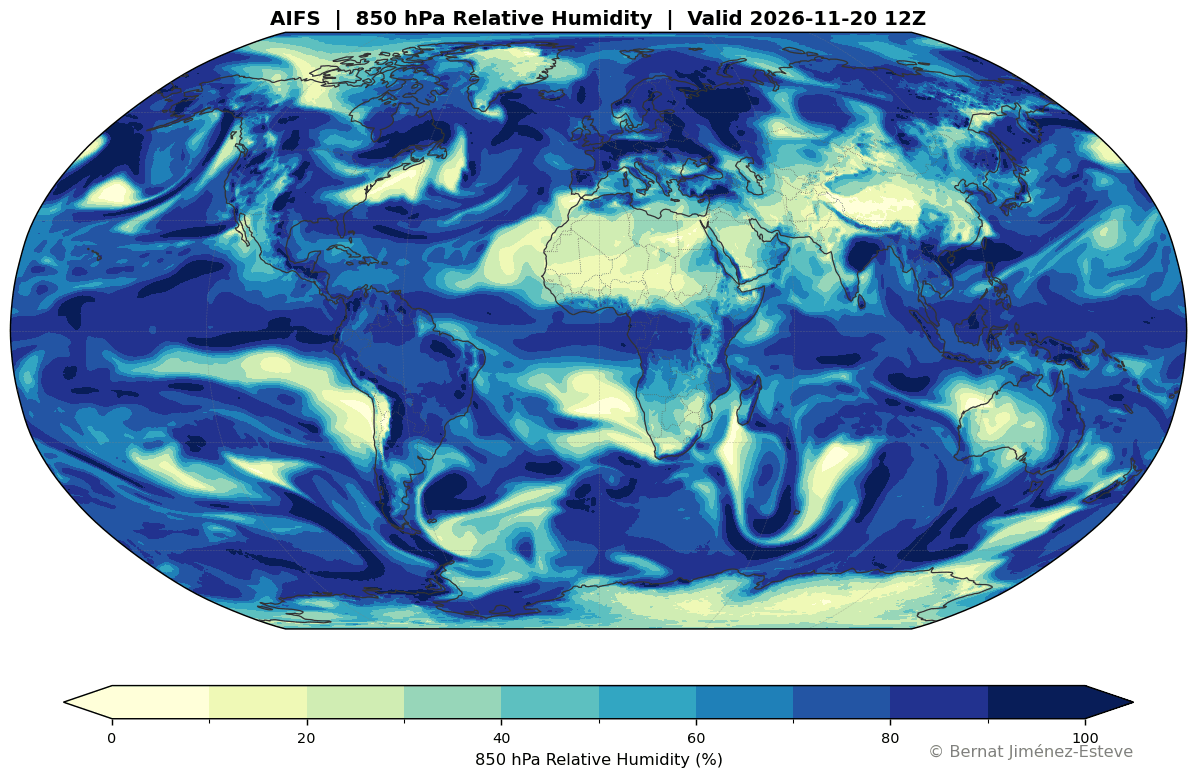 AIFS | 850 hPa Relative Humidity | Valid 2026-11-20 12Z
0 20 40 60 80 100
850 hPa Relative Humidity (%)
© Bernat Jiménez-Esteve